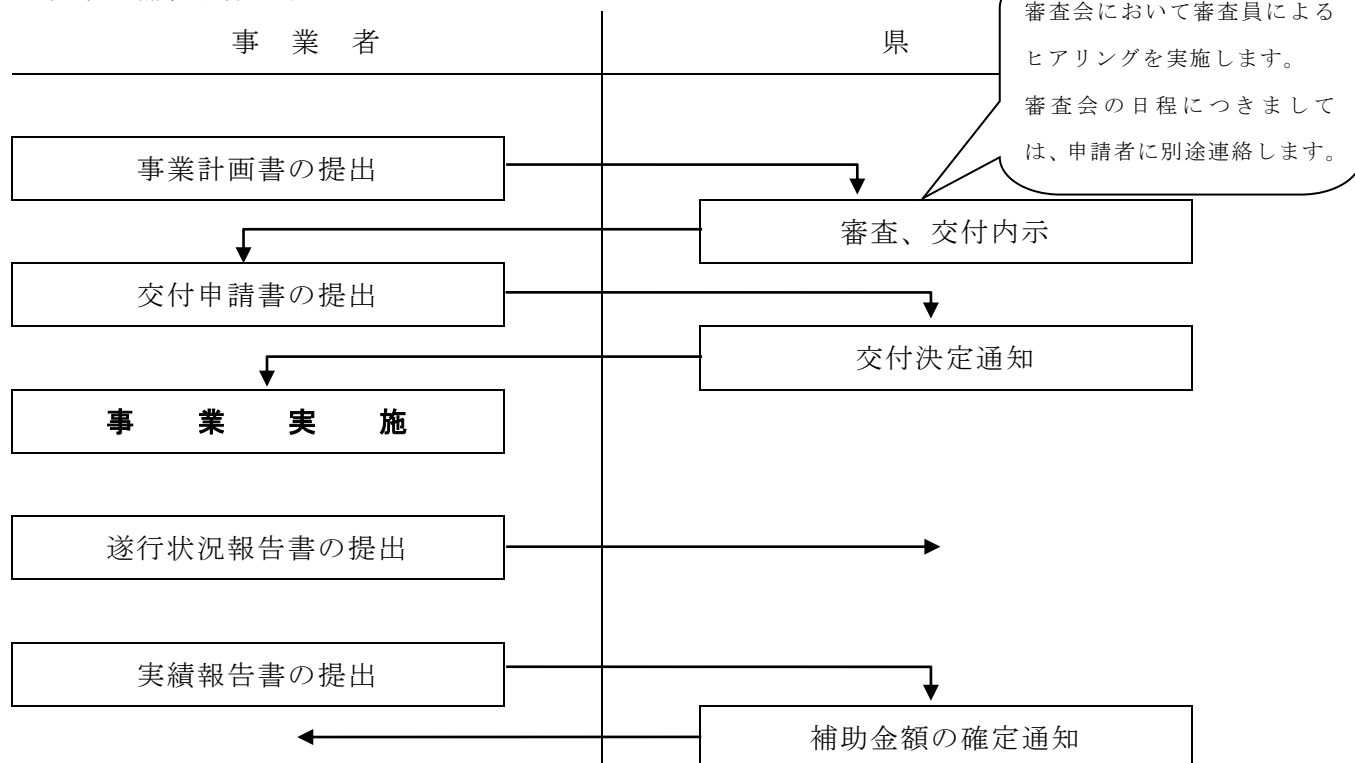 事業者
県
審査会において審査員による
ヒアリングを実施します。
審査会の日程につきまして
は、申請者に別途連絡します。
事業計画書の提出
審査、交付内示
交付申請書の提出
交付決定通知
事業実施
遂行状況報告書の提出
実績報告書の提出
補助金額の確定通知